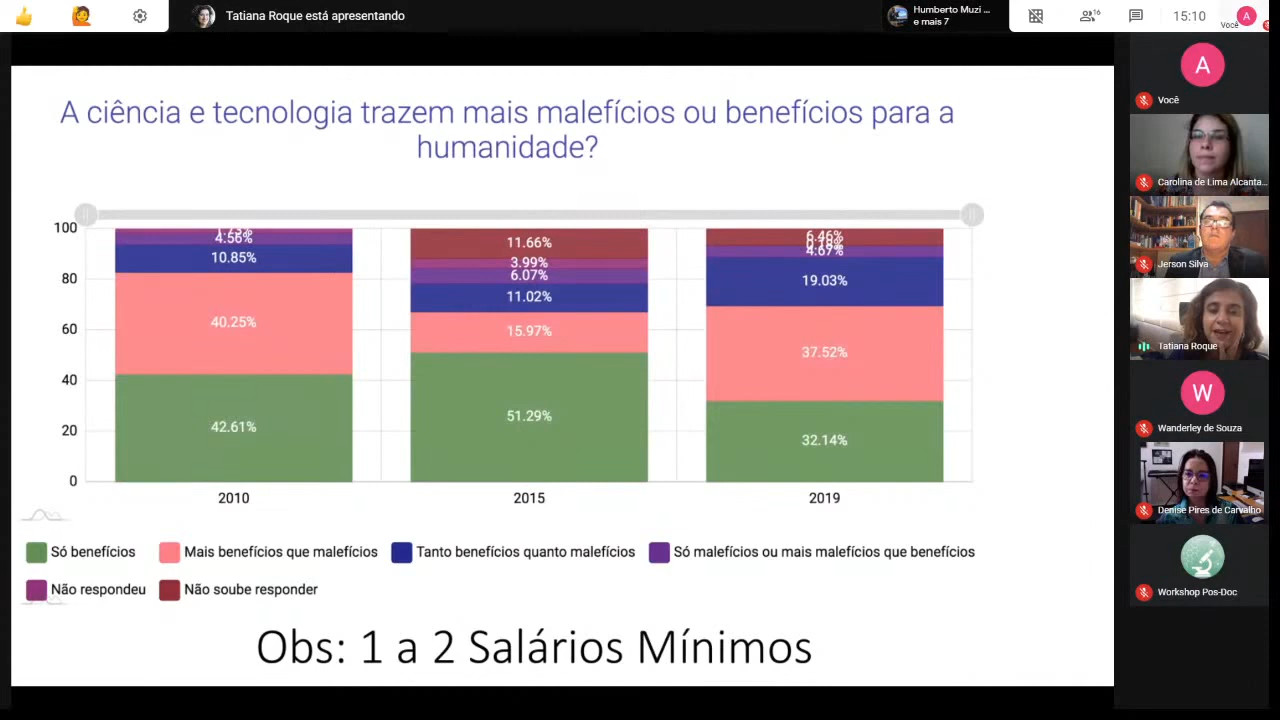 Tatiana Roque está apresentando
Humberto Muzi ...
e mais 7
16
15:10
A
Você
A ciência e tecnologia trazem mais malefícios ou benefícios para a
humanidade?
100
80
60
40
20
0
4.56%
10.85%
40.25%
42.61%
2010
11.66%
3.99%
6.07%
11.02%
15.97%
51.29%
2015
6.46%
4.67%
19.03%
37.52%
32.14%
2019
Só benefícios
Mais benefícios que malefícios
Tanto benefícios quanto malefícios
Só malefícios ou mais malefícios que benefícios
Não respondeu
Não soube responder
Obs: 1 a 2 Salários Mínimos
A
Você
Carolina de Lima Alcanta...
Jerson Silva
Tatiana Roque
W
Wanderley de Souza
Denise Pires de Carvalho
Workshop Pos-Doc